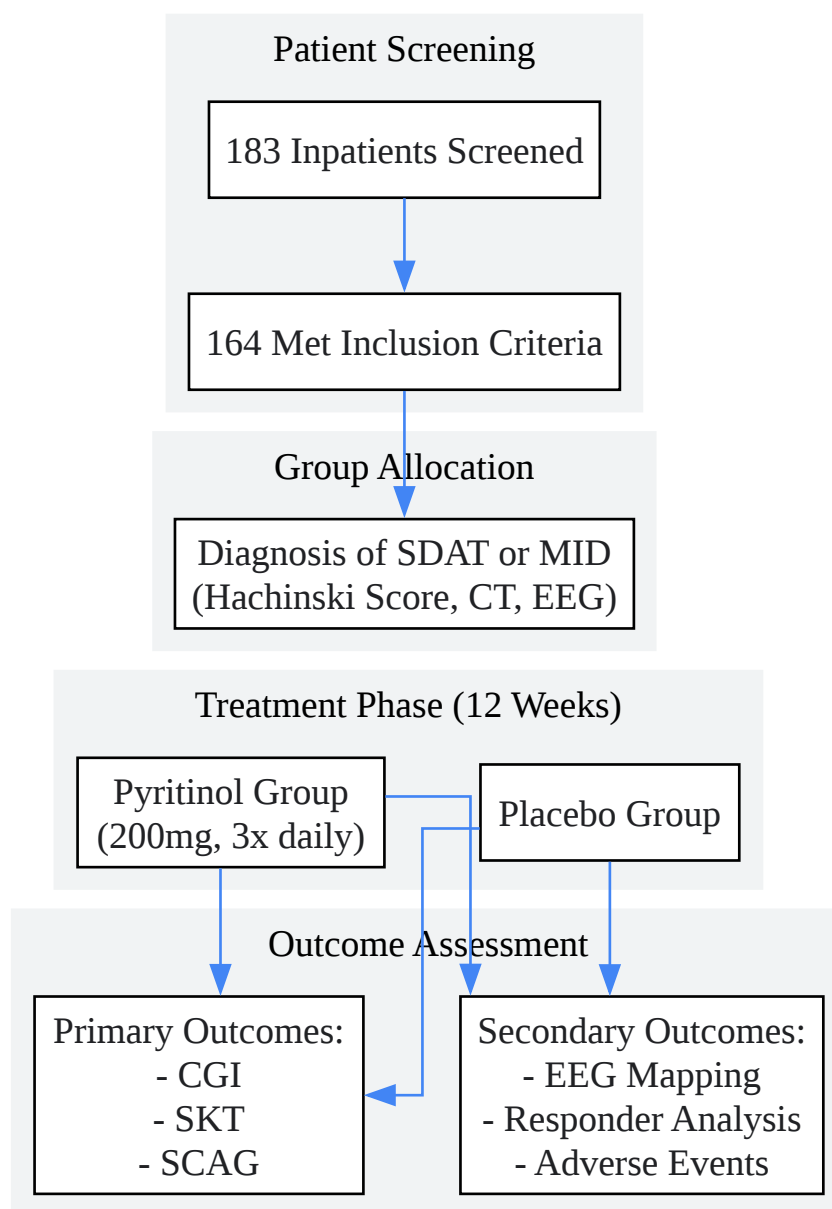 Patient Screening
183 Inpatients Screened
164 Met Inclusion Criteria
Group Allocation
Diagnosis of SDAT or MID
(Hachinski Score, CT, EEG)
Treatment Phase (12 Weeks)
Pyritinol Group
(200mg, 3x daily)
Placebo Group
Outcome Assessment
Primary Outcomes:
- CGI
- SKT
- SCAG
Secondary Outcomes:
- EEG Mapping
- Responder Analysis
- Adverse Events